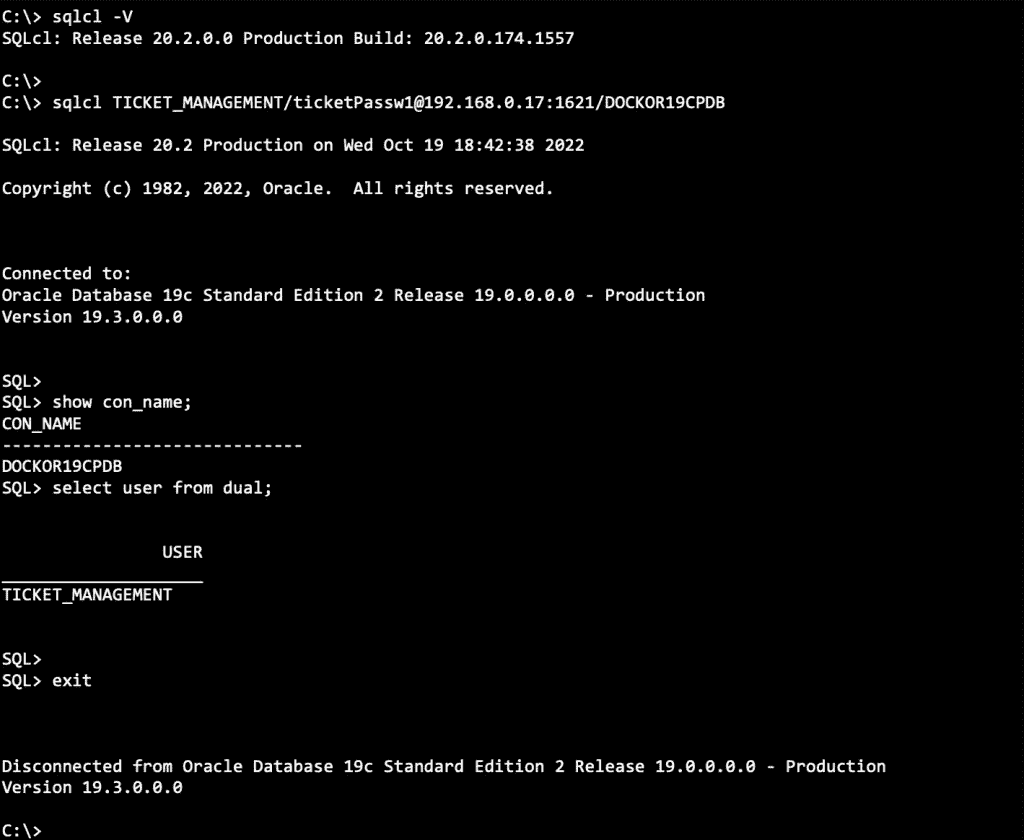 C:\> sqlcl -V
SQLcl: Release 20.2.0.0 Production Build: 20.2.0.174.1557
C:\>
C:\> sqlcl TICKET_MANAGEMENT/ticketPassw1@192.168.0.17:1621/DOCKOR19CPDB
SQLcl: Release 20.2 Production on Wed Oct 19 18:42:38 2022
Copyright (c) 1982, 2022, Oracle.  All rights reserved.
Connected to:
Oracle Database 19c Standard Edition 2 Release 19.0.0.0.0 - Production
Version 19.3.0.0.0
SQL>
SQL> show con_name;
CON_NAME
------------------------------
DOCKOR19CPDB
SQL> select user from dual;
                USER
____________________
TICKET_MANAGEMENT
SQL>
SQL> exit
Disconnected from Oracle Database 19c Standard Edition 2 Release 19.0.0.0.0 - Production
Version 19.3.0.0.0
C:\>